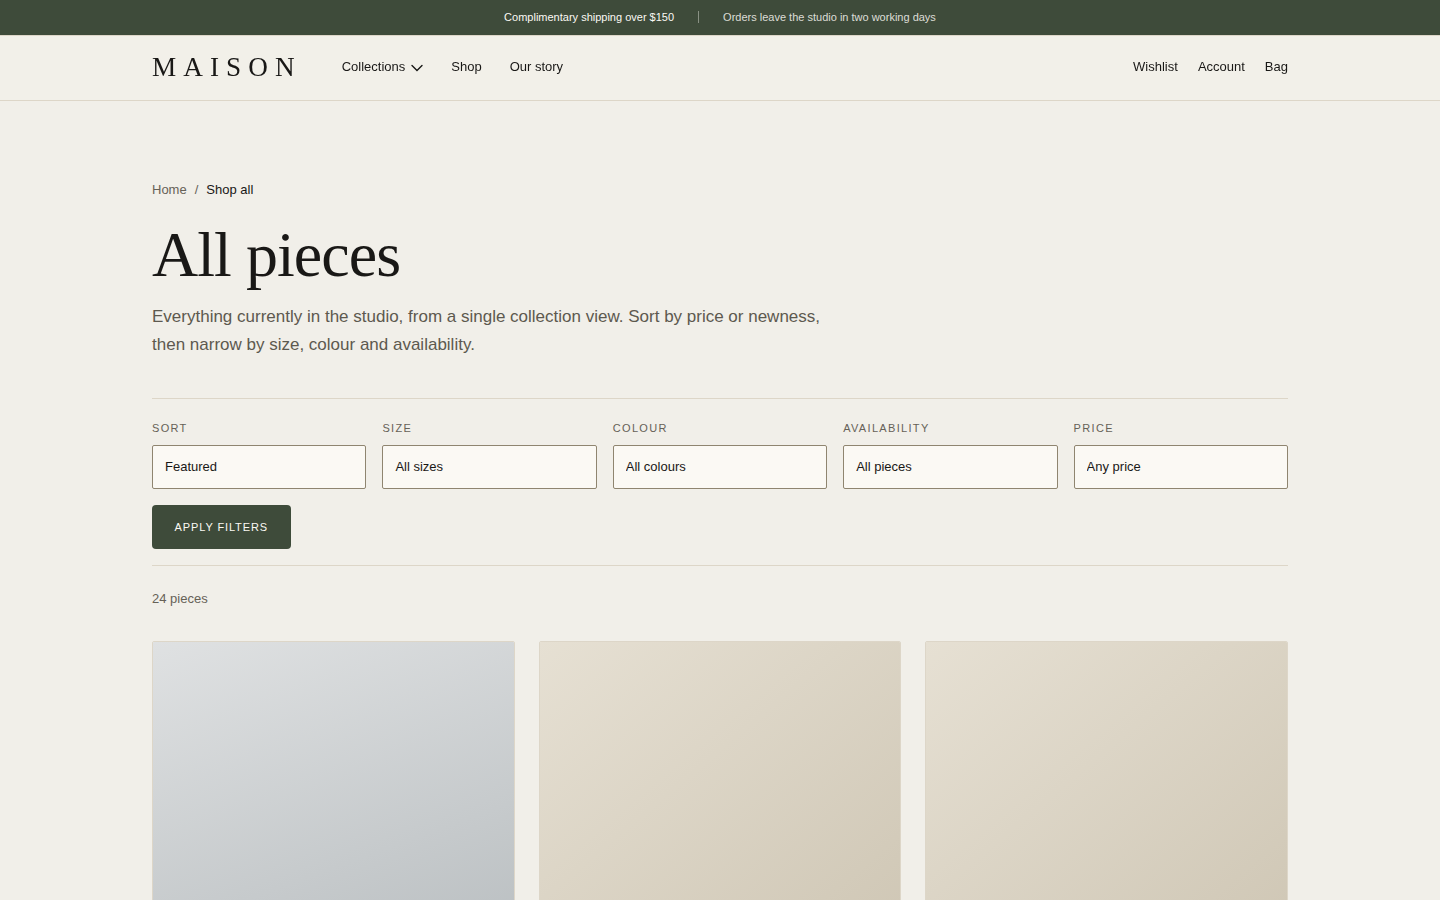 Complimentary shipping over $150
Orders leave the studio in two working days
MAISON
Collections
Shop
Our story
Wishlist
Account
Bag
Home / Shop all
All pieces
Everything currently in the studio, from a single collection view. Sort by price or newness,
then narrow by size, colour and availability.
SORT
SIZE
COLOUR
AVAILABILITY
PRICE
Featured
All sizes
All colours
All pieces
Any price
APPLY FILTERS
24 pieces